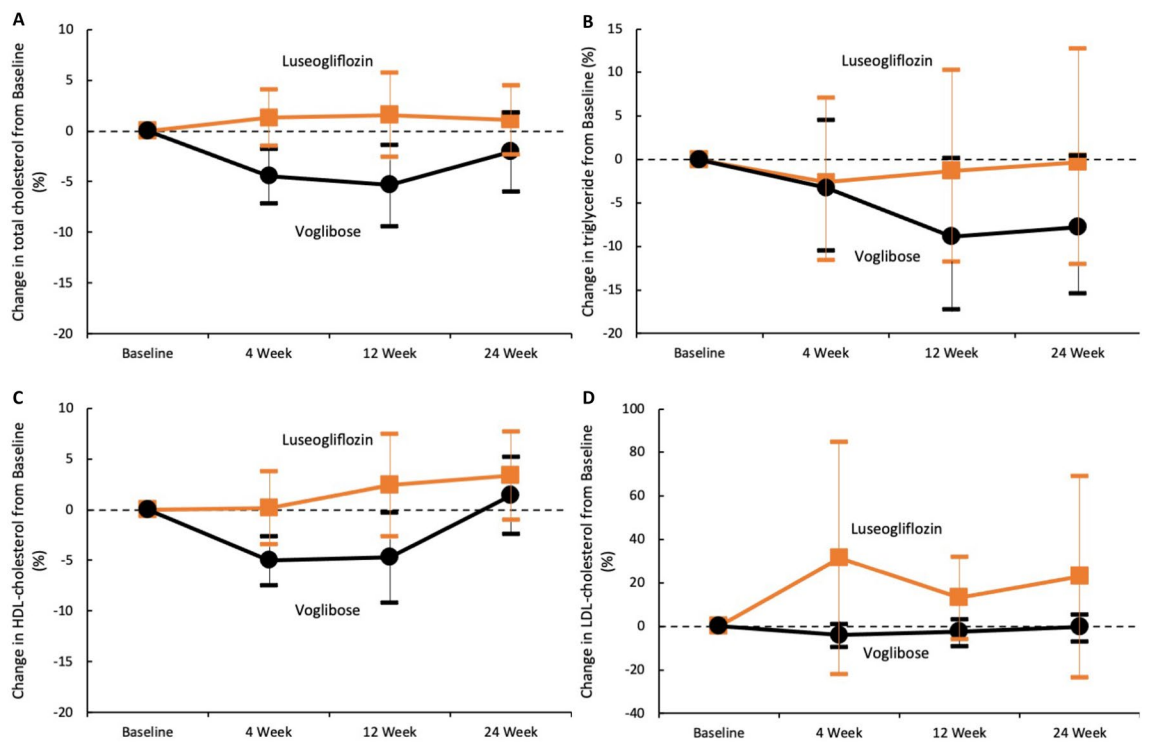 A
Change in total cholesterol from Baseline
(%)
10
5
0
-5
-10
-15
-20
Luseogliflozin
Voglibose
Baseline 4 Week 12 Week 24 Week
B
Change in triglyceride from Baseline (%)
15
10
5
0
-5
-10
-15
-20
Luseogliflozin
Voglibose
Baseline 4 Week 12 Week 24 Week
C
Change in HDL-cholesterol from Baseline
(%)
10
5
0
-5
-10
-15
-20
Luseogliflozin
Voglibose
Baseline 4 Week 12 Week 24 Week
D
Change in LDL-cholesterol from Baseline
(%)
100
80
60
40
20
0
-20
-40
Luseogliflozin
Voglibose
Baseline 4 Week 12 Week 24 Week